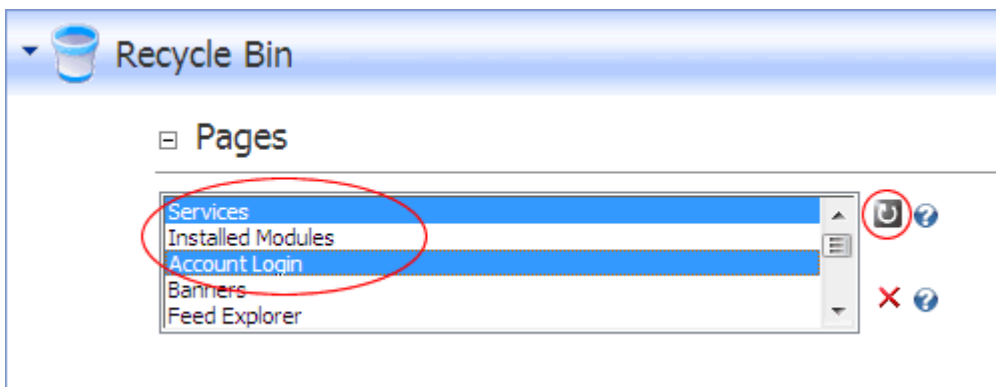 Recycle Bin
Pages
Services
Installed Modules
Account Login
Banners
Feed Explorer